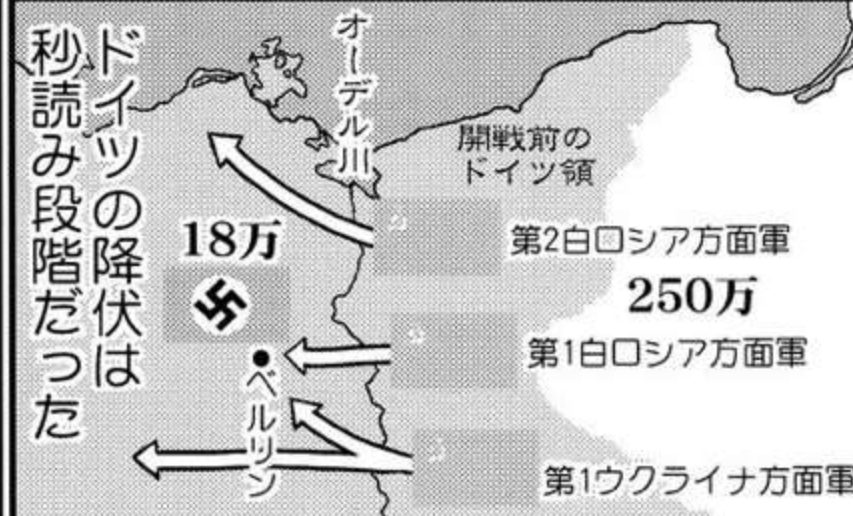 ドイツの降伏は
秒読み段階だった
オーデル川
開戦前の
ドイツ領
18万
第2白ロシア方面軍
250万
第1白ロシア方面軍
ベルリン
第1ウクライナ方面軍